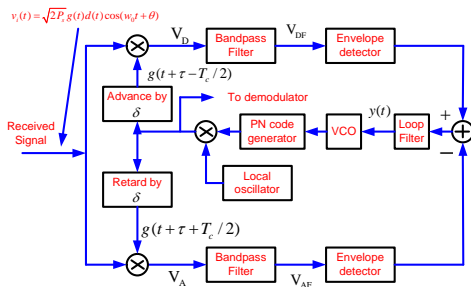 v_i(t) = √2P_s g(t)d(t)cos(w_0t + θ)
V_D
Bandpass
Filter
V_DF
Envelope
detector
g(t + τ − T_c / 2)
Advance by
δ
To demodulator
y(t)
+
Received
Signal
PN code
generator
VCO
Loop
Filter
−
Retard by
δ
Local
oscillator
g(t + τ + T_c / 2)
V_A
Bandpass
Filter
V_AF
Envelope
detector